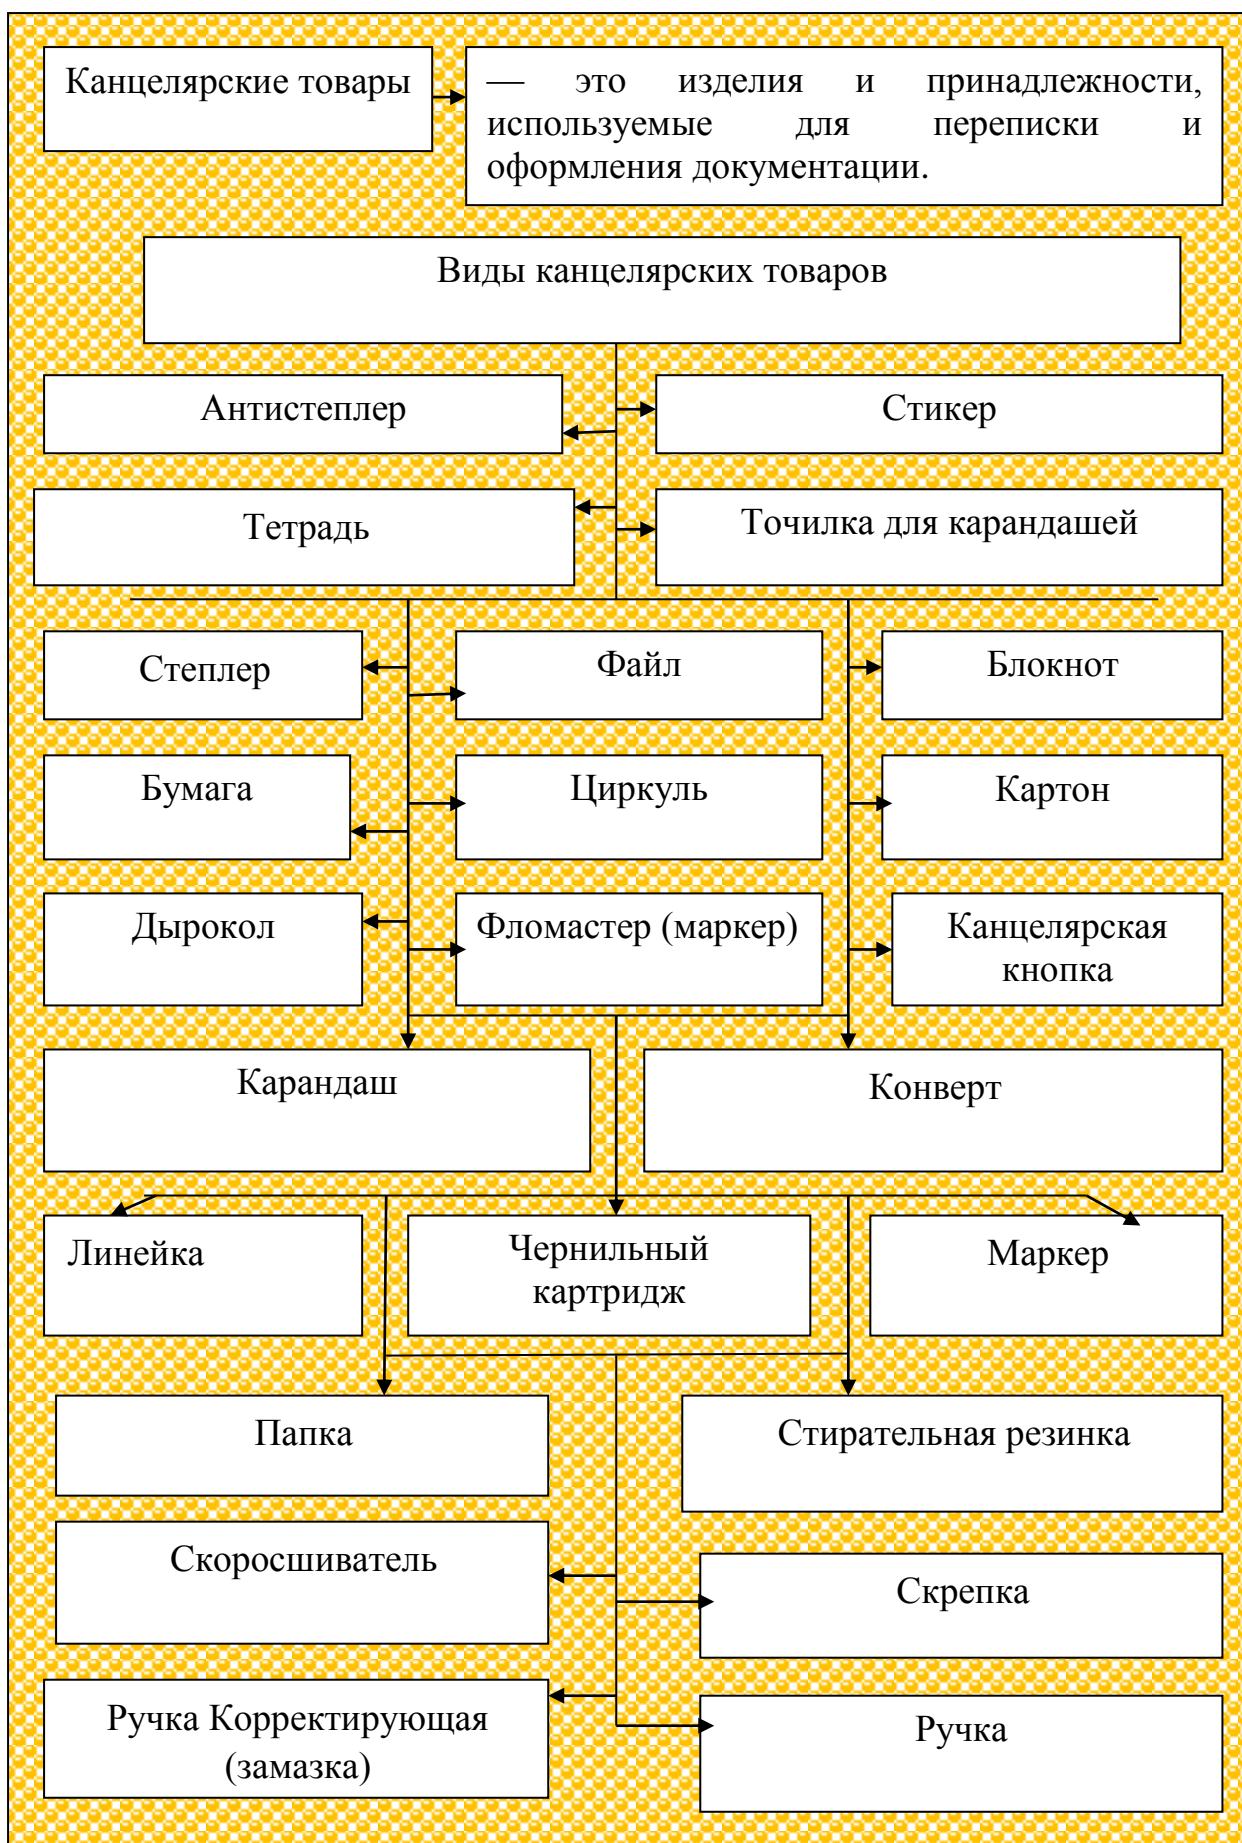 Канцелярские товары
— это изделия и принадлежности,
используемые для переписки и
оформления документации.
Виды канцелярских товаров
Антистеплер
Стикер
Тетрадь
Точилка для карандашей
Степлер
Файл
Блокнот
Бумага
Циркуль
Картон
Дырокол
Фломастер (маркер)
Канцелярская
кнопка
Карандаш
Конверт
Линейка
Чернильный
картридж
Маркер
Папка
Стирательная резинка
Скоросшиватель
Скрепка
Ручка Корректирующая
(замазка)
Ручка